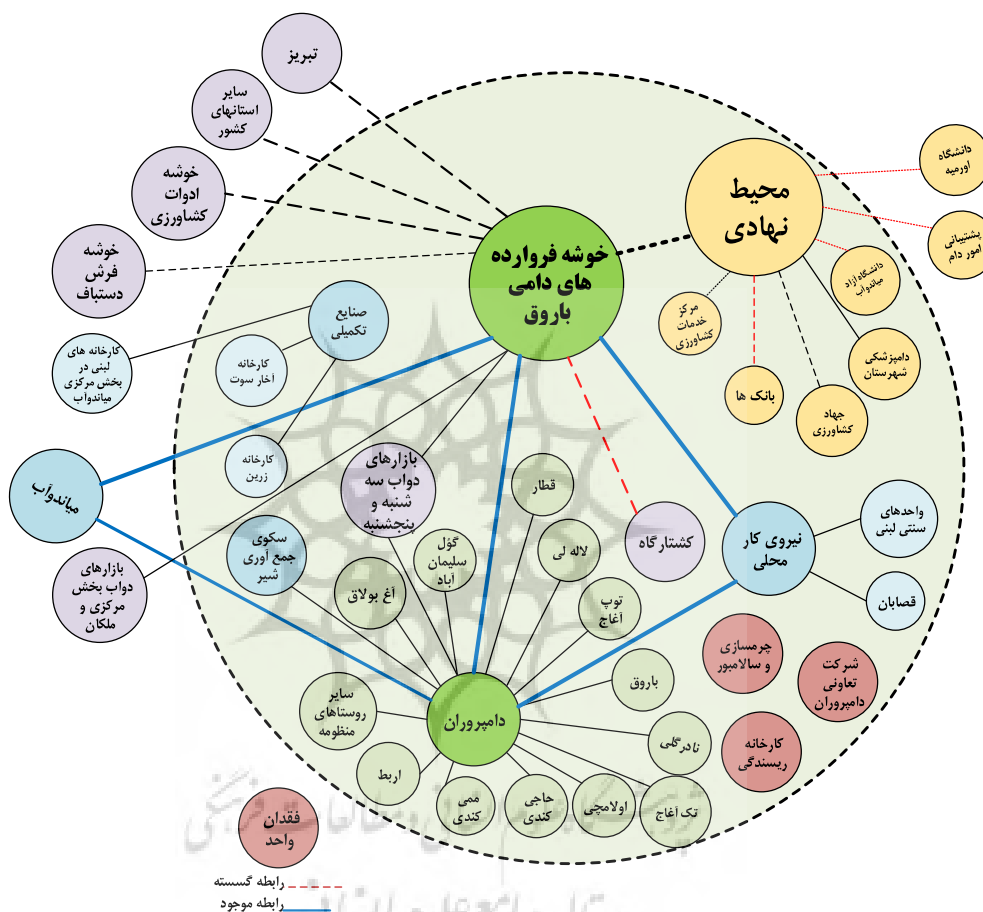 تبریز
سایر
استانهای
کشور
خوشه
ادوات
کشاورزی
خوشه
فرش
دستباف
کارخانه های
لبنی در
بخش مرکزی
میاندوآب
صنایع
تکمیلی
کارخانه
آخار سوت
کارخانه
زرین
خوشه فروارده
های دامی
باروق
محیط
نهادی
دانشگاه
اورمیه
پشتیبانی
امور دام
دانشگاه آزاد
میاندوآب
مرکز
خدمات
کشاورزی
دامپزشکی
شهرستان
بانک ها
جهاد
کشاورزی
میاندوآب
بازارهای
دواب سه
شنبه و
پنجشنبه
قطار
سکوی
جمع آوری
شیر
گؤل
سلیمان
آباد
لاله لی
کشتارگاه
نیروی کار
محلی
واحدهای
سنتی لبنی
قصابان
بازارهای
دواب بخش
مرکزی و
ملکان
آغ بولاق
توپ
آغاج
چرمسازی
و سالامبور
شرکت
تعاونی
دامپروران
باروق
سایر
روستاهای
منظومه
دامپروران
نادرگلی
کارخانه
ریسندگی
اربط
ممی
کندی
حاجی
کندی
اولامچی
تک آغاج
فقدان
واحد
رابطه گسسته
رابطه موجود